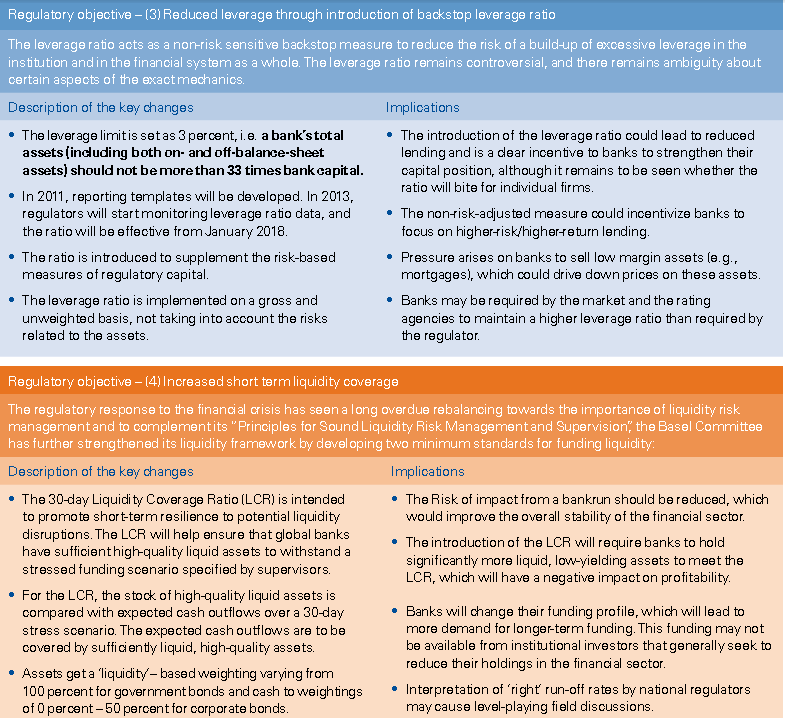 Regulatory objective – (3) Reduced leverage through introduction of backstop leverage ratio
The leverage ratio acts as a non-risk sensitive backstop measure to reduce the risk of a build-up of excessive leverage in the
institution and in the financial system as a whole. The leverage ratio remains controversial, and there remains ambiguity about
certain aspects of the exact mechanics.
Description of the key changes
• The leverage limit is set as 3 percent, i.e. a bank's total
assets (including both on- and off-balance-sheet
assets) should not be more than 33 times bank capital.
• In 2011, reporting templates will be developed. In 2013,
regulators will start monitoring leverage ratio data, and
the ratio will be effective from January 2018.
• The ratio is introduced to supplement the risk-based
measures of regulatory capital.
• The leverage ratio is implemented on a gross and
unweighted basis, not taking into account the risks
related to the assets.
Implications
• The introduction of the leverage ratio could lead to reduced
lending and is a clear incentive to banks to strengthen their
capital position, although it remains to be seen whether the
ratio will bite for individual firms.
• The non-risk-adjusted measure could incentivize banks to
focus on higher-risk/higher-return lending.
• Pressure arises on banks to sell low margin assets (e.g.,
mortgages), which could drive down prices on these assets.
• Banks may be required by the market and the rating
agencies to maintain a higher leverage ratio than required by
the regulator.
Regulatory objective – (4) Increased short term liquidity coverage
The regulatory response to the financial crisis has seen a long overdue rebalancing towards the importance of liquidity risk
management and to complement its "Principles for Sound Liquidity Risk Management and Supervision", the Basel Committee
has further strengthened its liquidity framework by developing two minimum standards for funding liquidity:
Description of the key changes
• The 30-day Liquidity Coverage Ratio (LCR) is intended
to promote short-term resilience to potential liquidity
disruptions. The LCR will help ensure that global banks
have sufficient high-quality liquid assets to withstand a
stressed funding scenario specified by supervisors.
• For the LCR, the stock of high-quality liquid assets is
compared with expected cash outflows over a 30-day
stress scenario. The expected cash outflows are to be
covered by sufficiently liquid, high-quality assets.
• Assets get a 'liquidity'– based weighting varying from
100 percent for government bonds and cash to weightings
of 0 percent – 50 percent for corporate bonds.
Implications
• The Risk of impact from a bankrun should be reduced, which
would improve the overall stability of the financial sector.
• The introduction of the LCR will require banks to hold
significantly more liquid, low-yielding assets to meet the
LCR, which will have a negative impact on profitability.
• Banks will change their funding profile, which will lead to
more demand for longer-term funding. This funding may not
be available from institutional investors that generally seek to
reduce their holdings in the financial sector.
• Interpretation of 'right' run-off rates by national regulators
may cause level-playing field discussions.